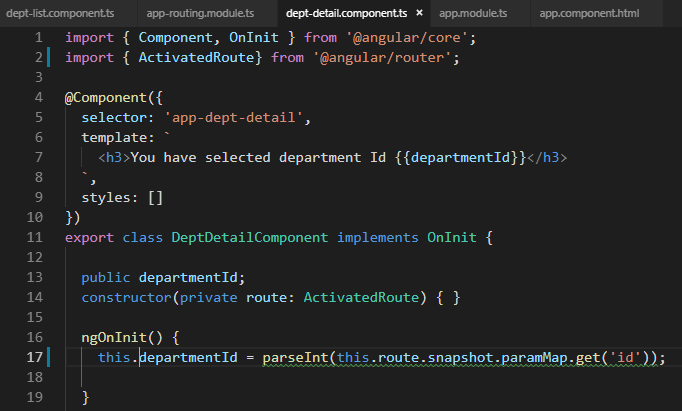 dept-list.component.ts app-routing.module.ts dept-detail.component.ts × app.module.ts app.component.html
1 import { Component, OnInit } from '@angular/core';
2 import { ActivatedRoute} from '@angular/router';
3
4 @Component({
5   selector: 'app-dept-detail',
6   template: `
7     <h3>You have selected department Id {{departmentId}}</h3>
8   `,
9   styles: []
10 })
11 export class DeptDetailComponent implements OnInit {
12
13   public departmentId;
14   constructor(private route: ActivatedRoute) { }
15
16   ngOnInit() {
17     this.departmentId = parseInt(this.route.snapshot.paramMap.get('id'));
18
19   }